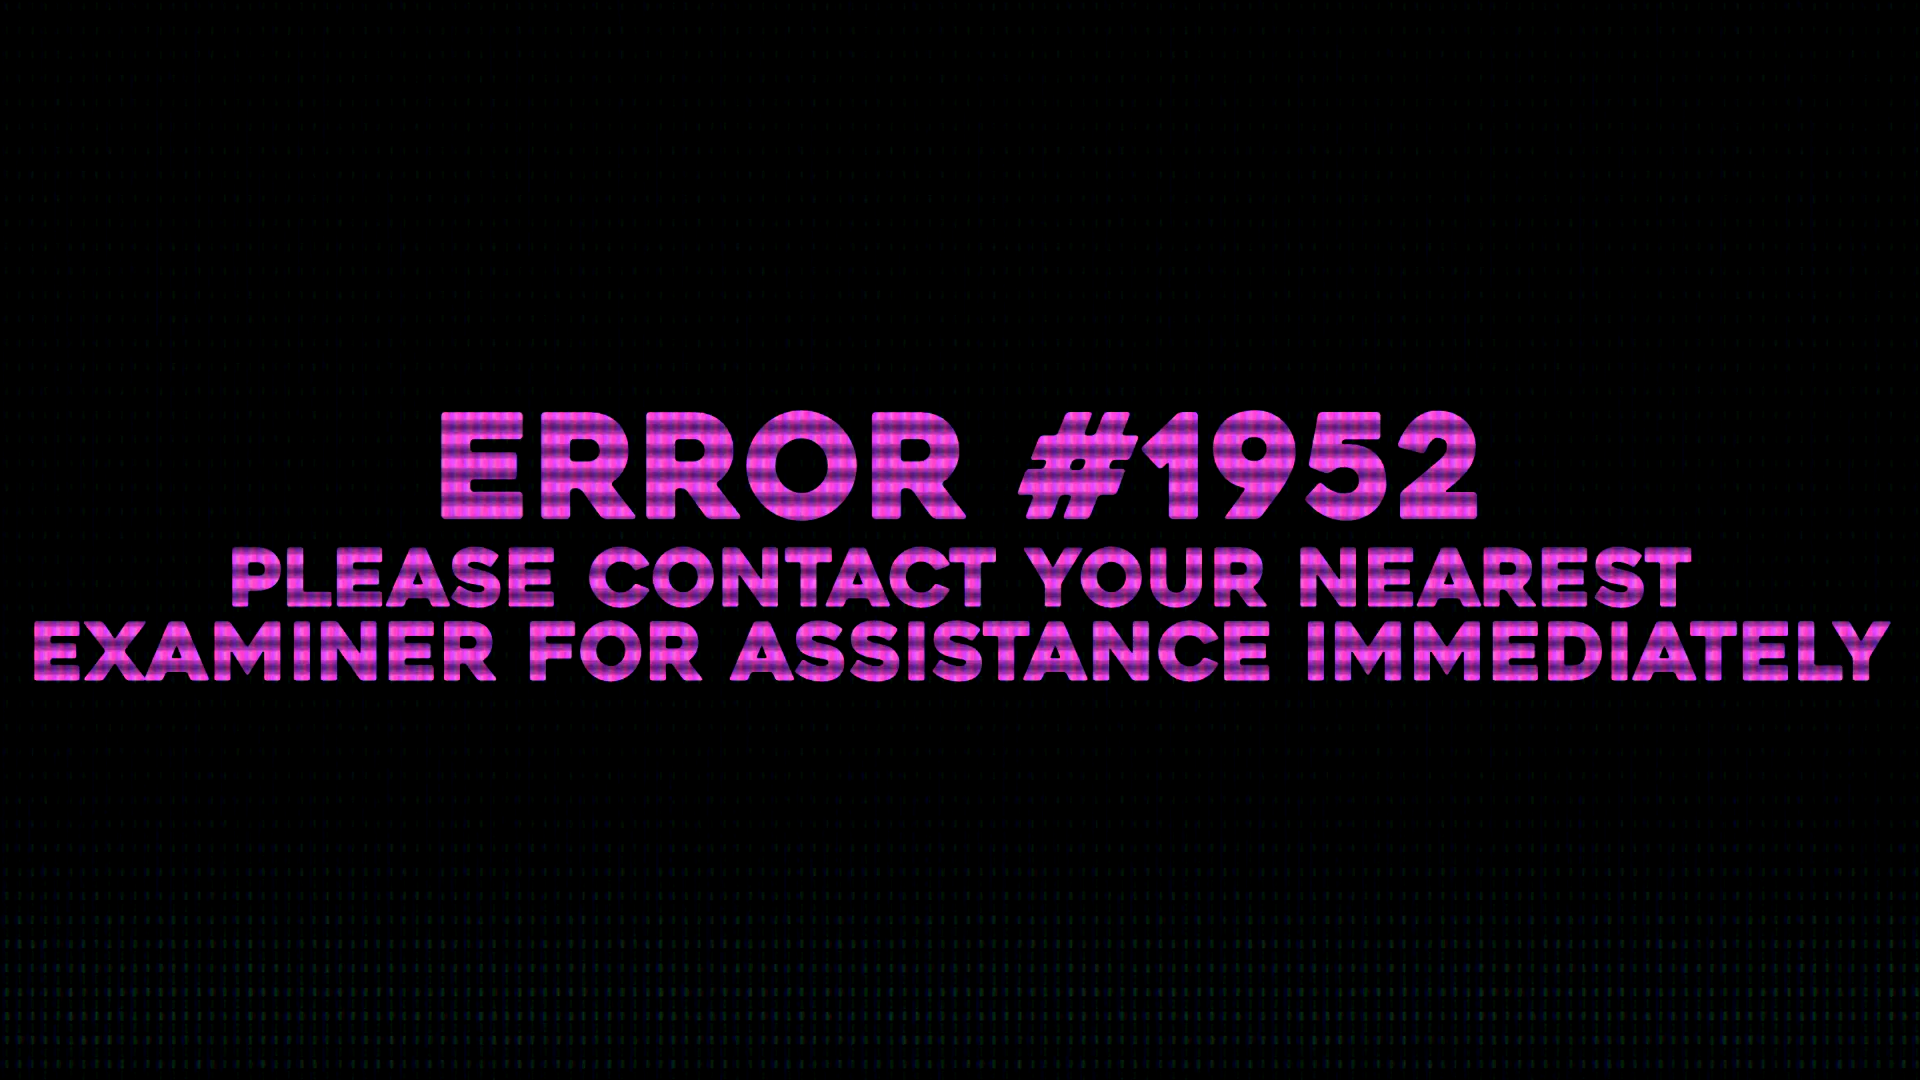 ERROR #1952
PLEASE CONTACT YOUR NEAREST
EXAMINER FOR ASSISTANCE IMMEDIATELY